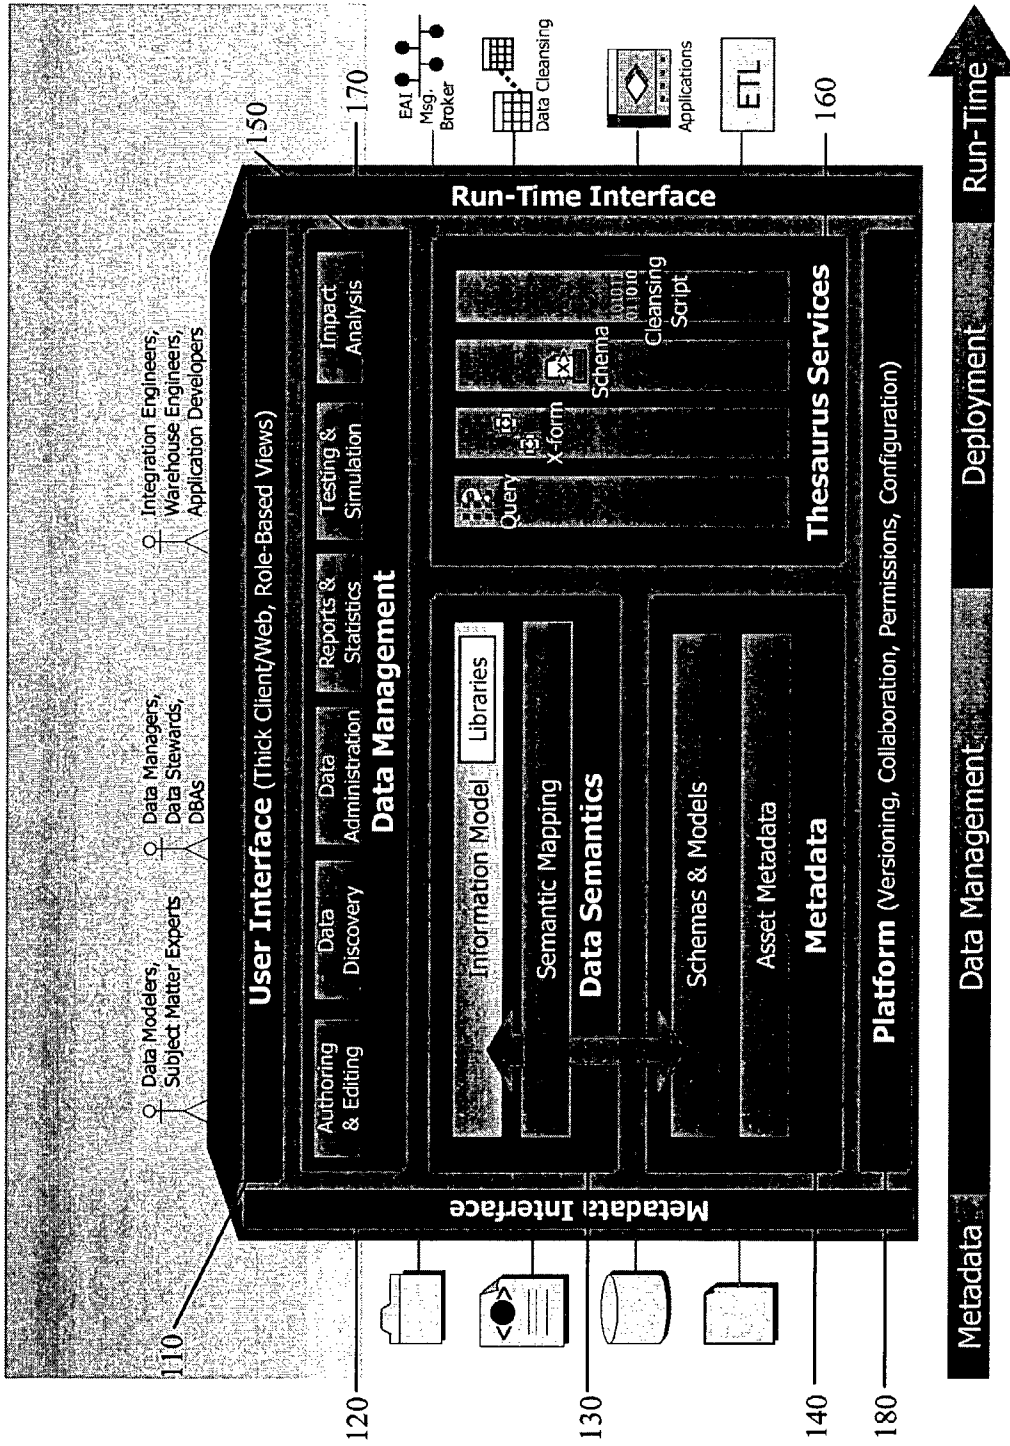 Data Modelers,
Subject Matter Experts
Data Managers,
Data Stewards,
DBAs
Integration Engineers,
Warehouse Engineers,
Application Developers
110
User Interface (Thick Client/Web, Role-Based Views)
150
Authoring
& Editing
Data
Discovery
Data
Administration
Reports &
Statistics
Testing &
Simulation
Impact
Analysis
Data Management
120
170
Metadata Interface
Run-Time Interface
EAI
Msg.
Broker
Data Cleansing
Applications
ETL
Information Model
Libraries
Semantic Mapping
Data Semantics
130
Query
X-form
Schema
01011
011010
Cleansing
Script
Thesaurus Services
160
Schemas & Models
Asset Metadata
Metadata
140
Platform (Versioning, Collaboration, Permissions, Configuration)
180
Metadata
Data Management
Deployment
Run-Time